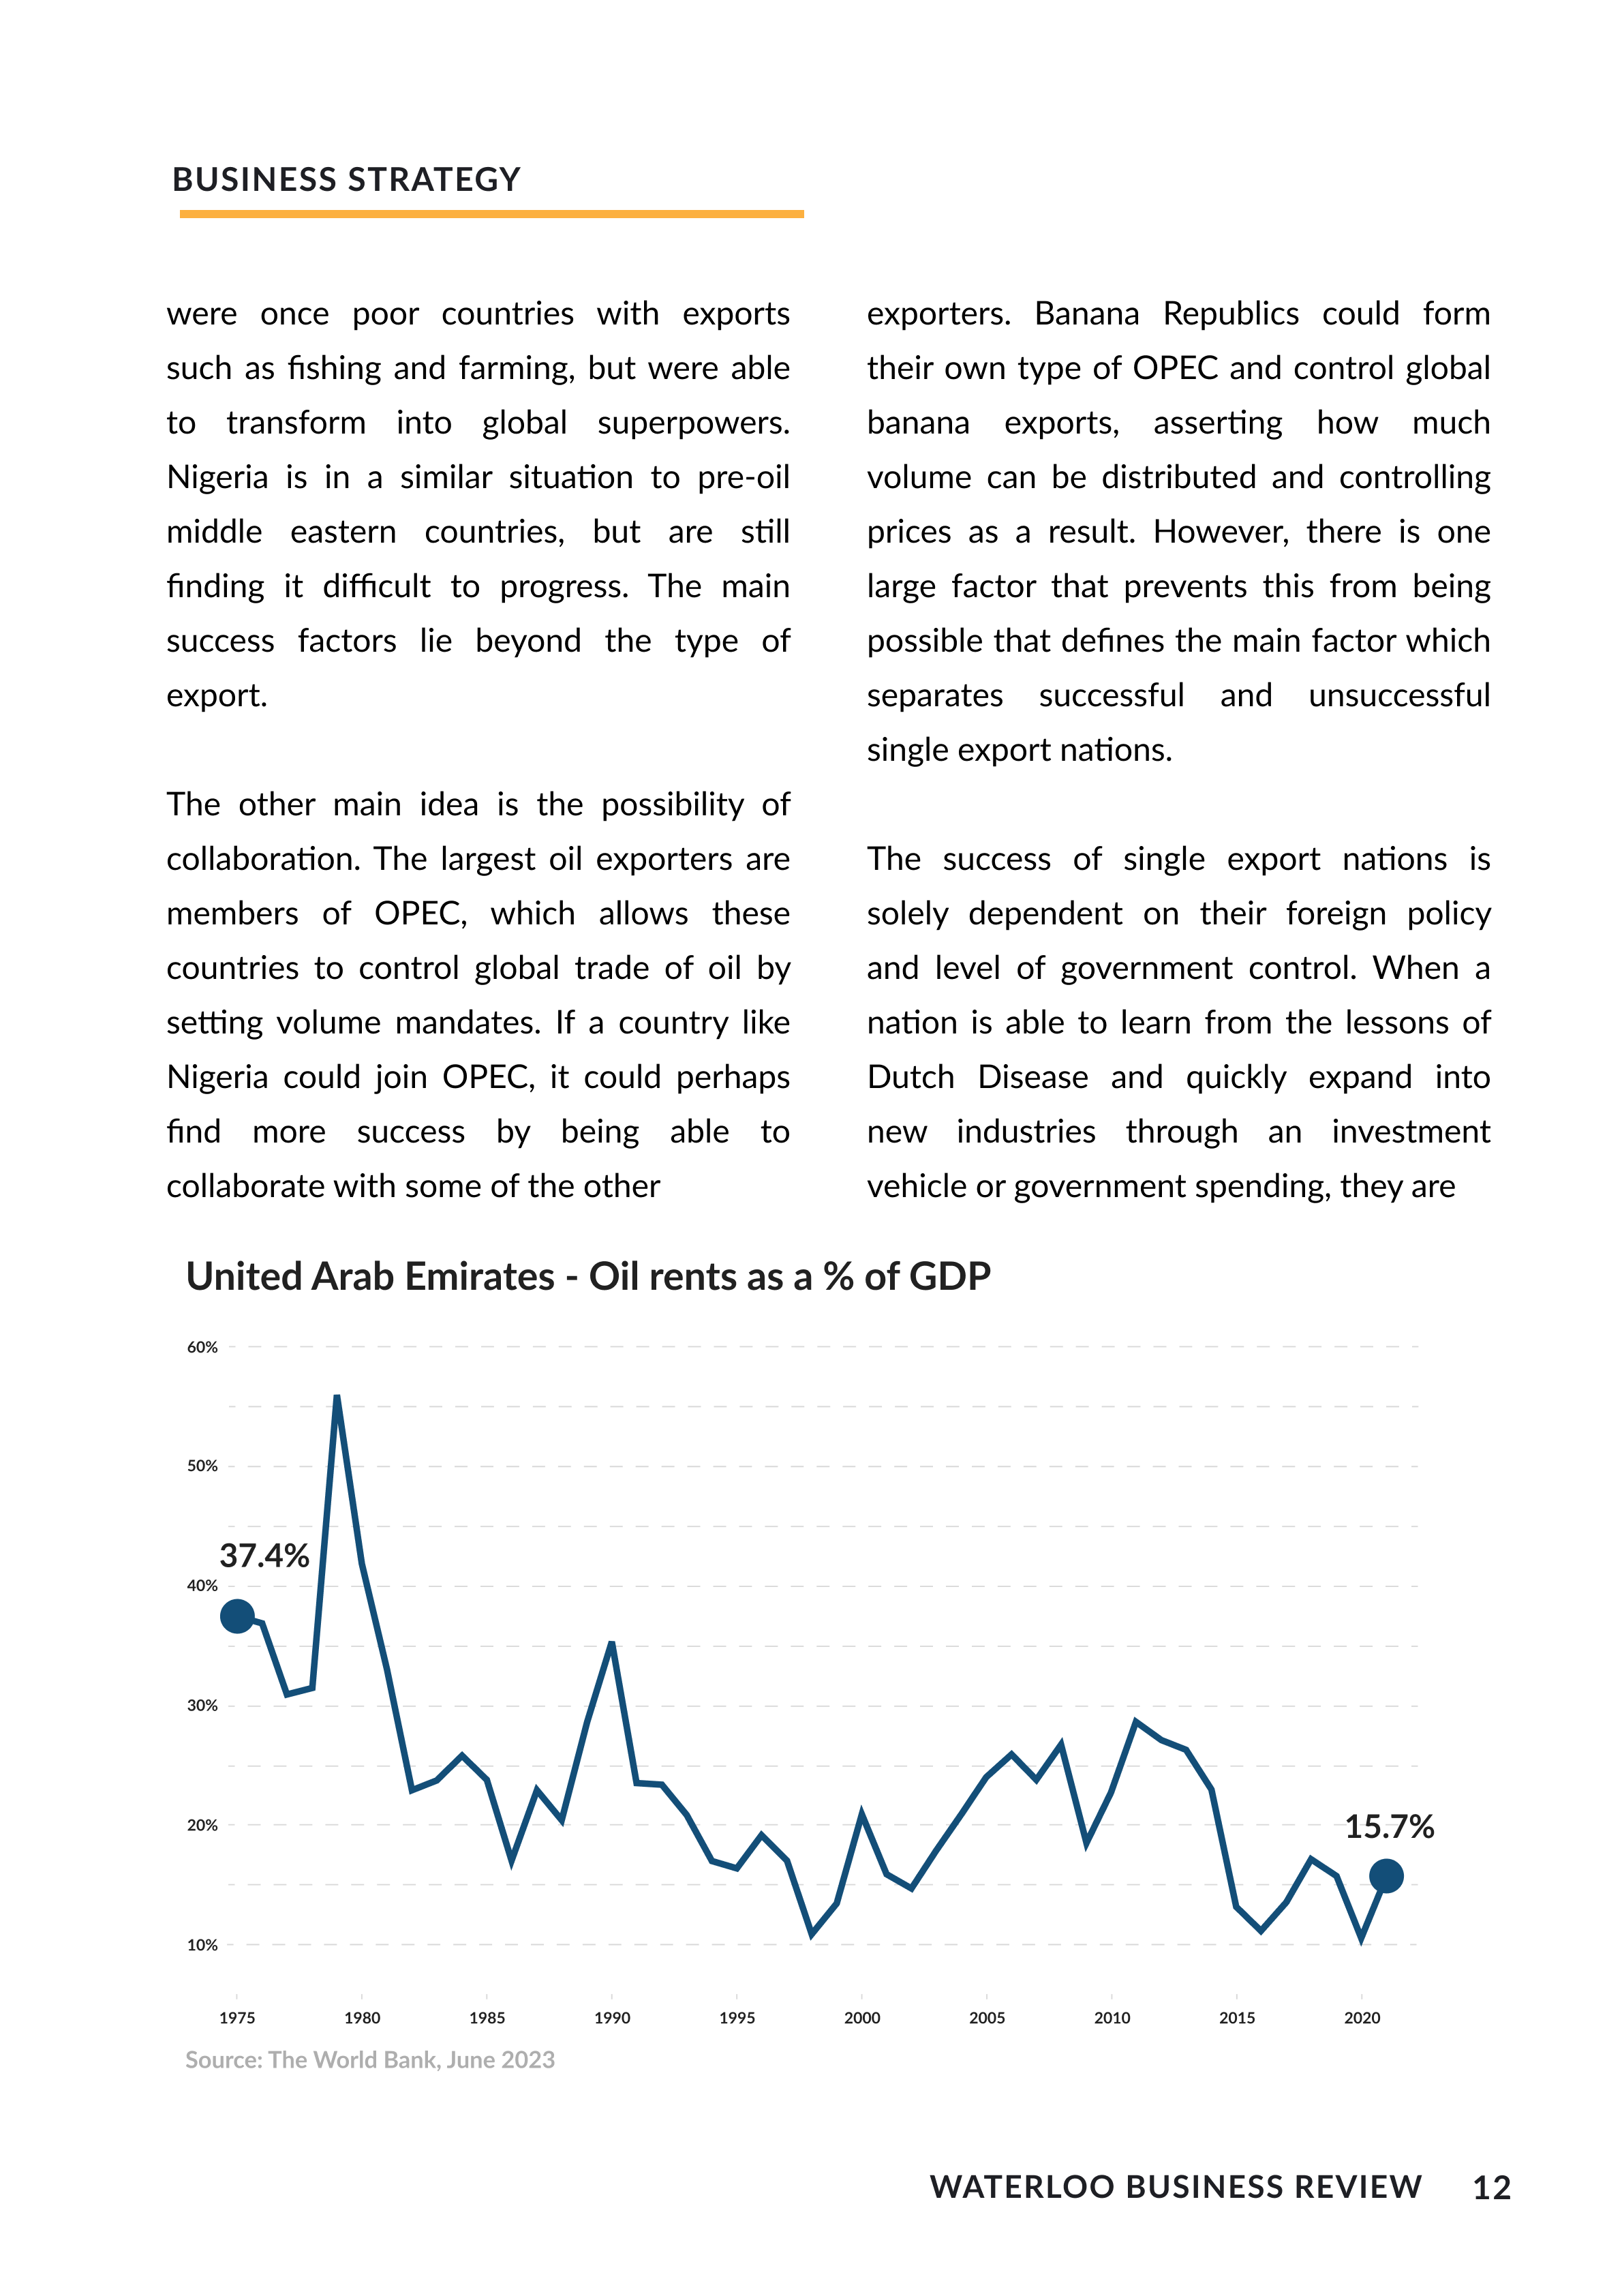 BUSINESS STRATEGY
were once poor countries with exports
such as fishing and farming, but were able
to transform into global superpowers.
Nigeria is in a similar situation to pre-oil
middle eastern countries, but are still
finding it difficult to progress. The main
success factors lie beyond the type of
export.
The other main idea is the possibility of
collaboration. The largest oil exporters are
members of OPEC, which allows these
countries to control global trade of oil by
setting volume mandates. If a country like
Nigeria could join OPEC, it could perhaps
find more success by being able to
collaborate with some of the other
exporters. Banana Republics could form
their own type of OPEC and control global
banana exports, asserting how much
volume can be distributed and controlling
prices as a result. However, there is one
large factor that prevents this from being
possible that defines the main factor which
separates successful and unsuccessful
single export nations.
The success of single export nations is
solely dependent on their foreign policy
and level of government control. When a
nation is able to learn from the lessons of
Dutch Disease and quickly expand into
new industries through an investment
vehicle or government spending, they are
United Arab Emirates - Oil rents as a % of GDP
60%
50%
37.4%
40%
30%
20%
15.7%
10%
1975 1980 1985 1990 1995 2000 2005 2010 2015 2020
Source: The World Bank, June 2023
WATERLOO BUSINESS REVIEW 12